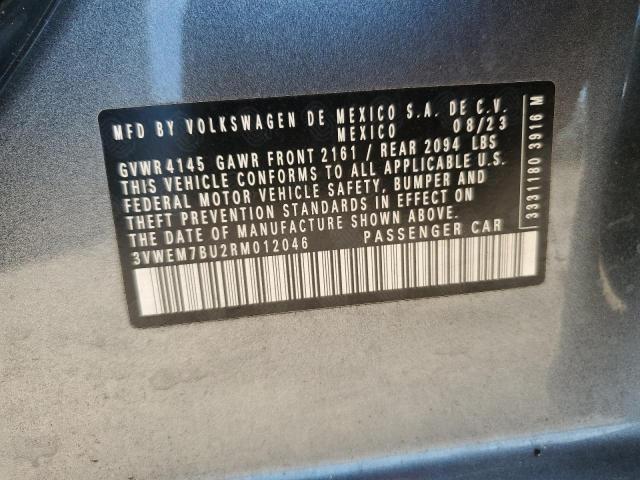 MFD BY VOLKSWAGEN DE MEXICO S.A. DE C.V.
MEXICO 08/23
GVWR 4145 GAWR FRONT 2161 / REAR 2094 LBS
THIS VEHICLE CONFORMS TO ALL APPLICABLE U.S.
FEDERAL MOTOR VEHICLE SAFETY, BUMPER AND
THEFT PREVENTION STANDARDS IN EFFECT ON
THE DATE OF MANUFACTURE SHOWN ABOVE.
3VWEM7BU2RM012046 PASSENGER CAR
33311180 3916 M